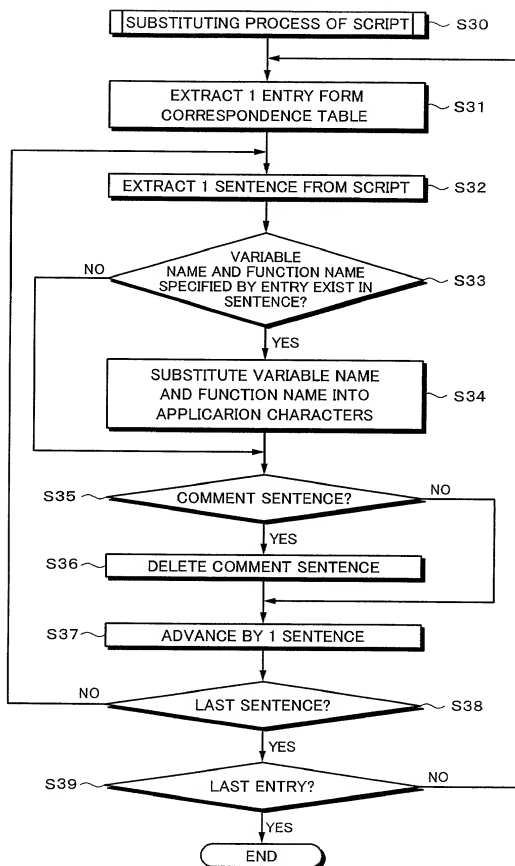 SUBSTITUTING PROCESS OF SCRIPT
S30
EXTRACT 1 ENTRY FORM
CORRESPONDENCE TABLE
S31
EXTRACT 1 SENTENCE FROM SCRIPT
S32
VARIABLE
NAME AND FUNCTION NAME
SPECIFIED BY ENTRY EXIST IN
SENTENCE?
S33
NO
YES
SUBSTITUTE VARIABLE NAME
AND FUNCTION NAME INTO
APPLICARION CHARACTERS
S34
S35
COMMENT SENTENCE?
NO
YES
S36
DELETE COMMENT SENTENCE
S37
ADVANCE BY 1 SENTENCE
NO
LAST SENTENCE?
S38
YES
S39
LAST ENTRY?
NO
YES
END